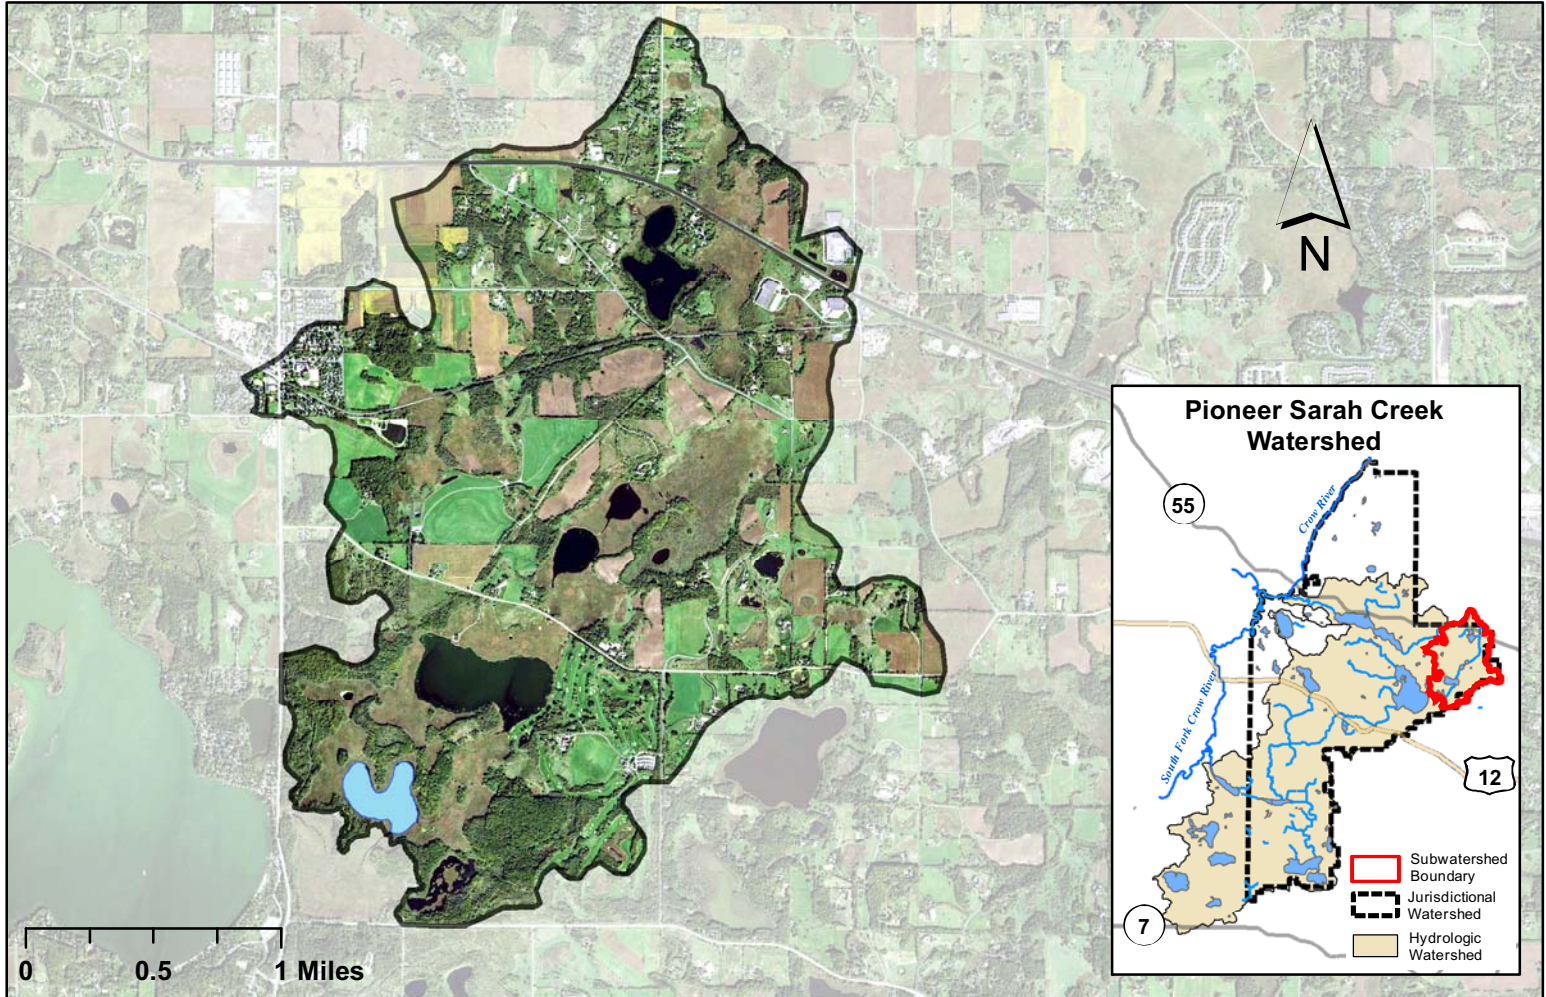 N
Pioneer Sarah Creek
Watershed
55
Crow River
South Fork Crow River
12
7
Subwatershed
Boundary
Jurisdictional
Watershed
Hydrologic
Watershed
0 0.5 1 Miles